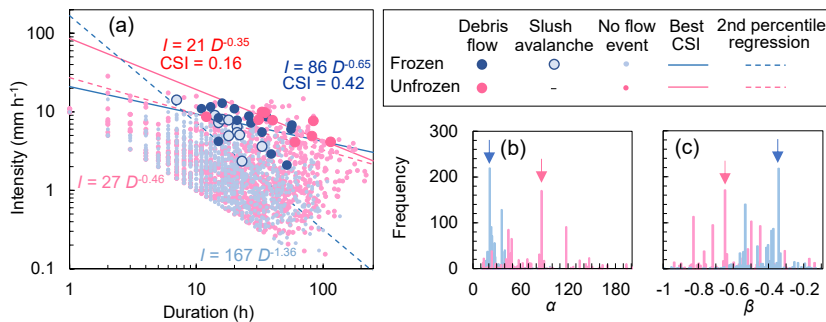 (a)
100
10
1
0.1
1
10
100
Intensity (mm h⁻¹)
Duration (h)
I = 21 D^-0.35
CSI = 0.16
I = 86 D^-0.65
CSI = 0.42
I = 27 D^-0.46
I = 167 D^-1.36
Debris flow
Slush avalanche
No flow event
Best CSI
2nd percentile regression
Frozen
Unfrozen
–
(b)
300
200
100
0
Frequency
0
60
120
180
α
(c)
-1
-0.8
-0.6
-0.4
-0.2
β